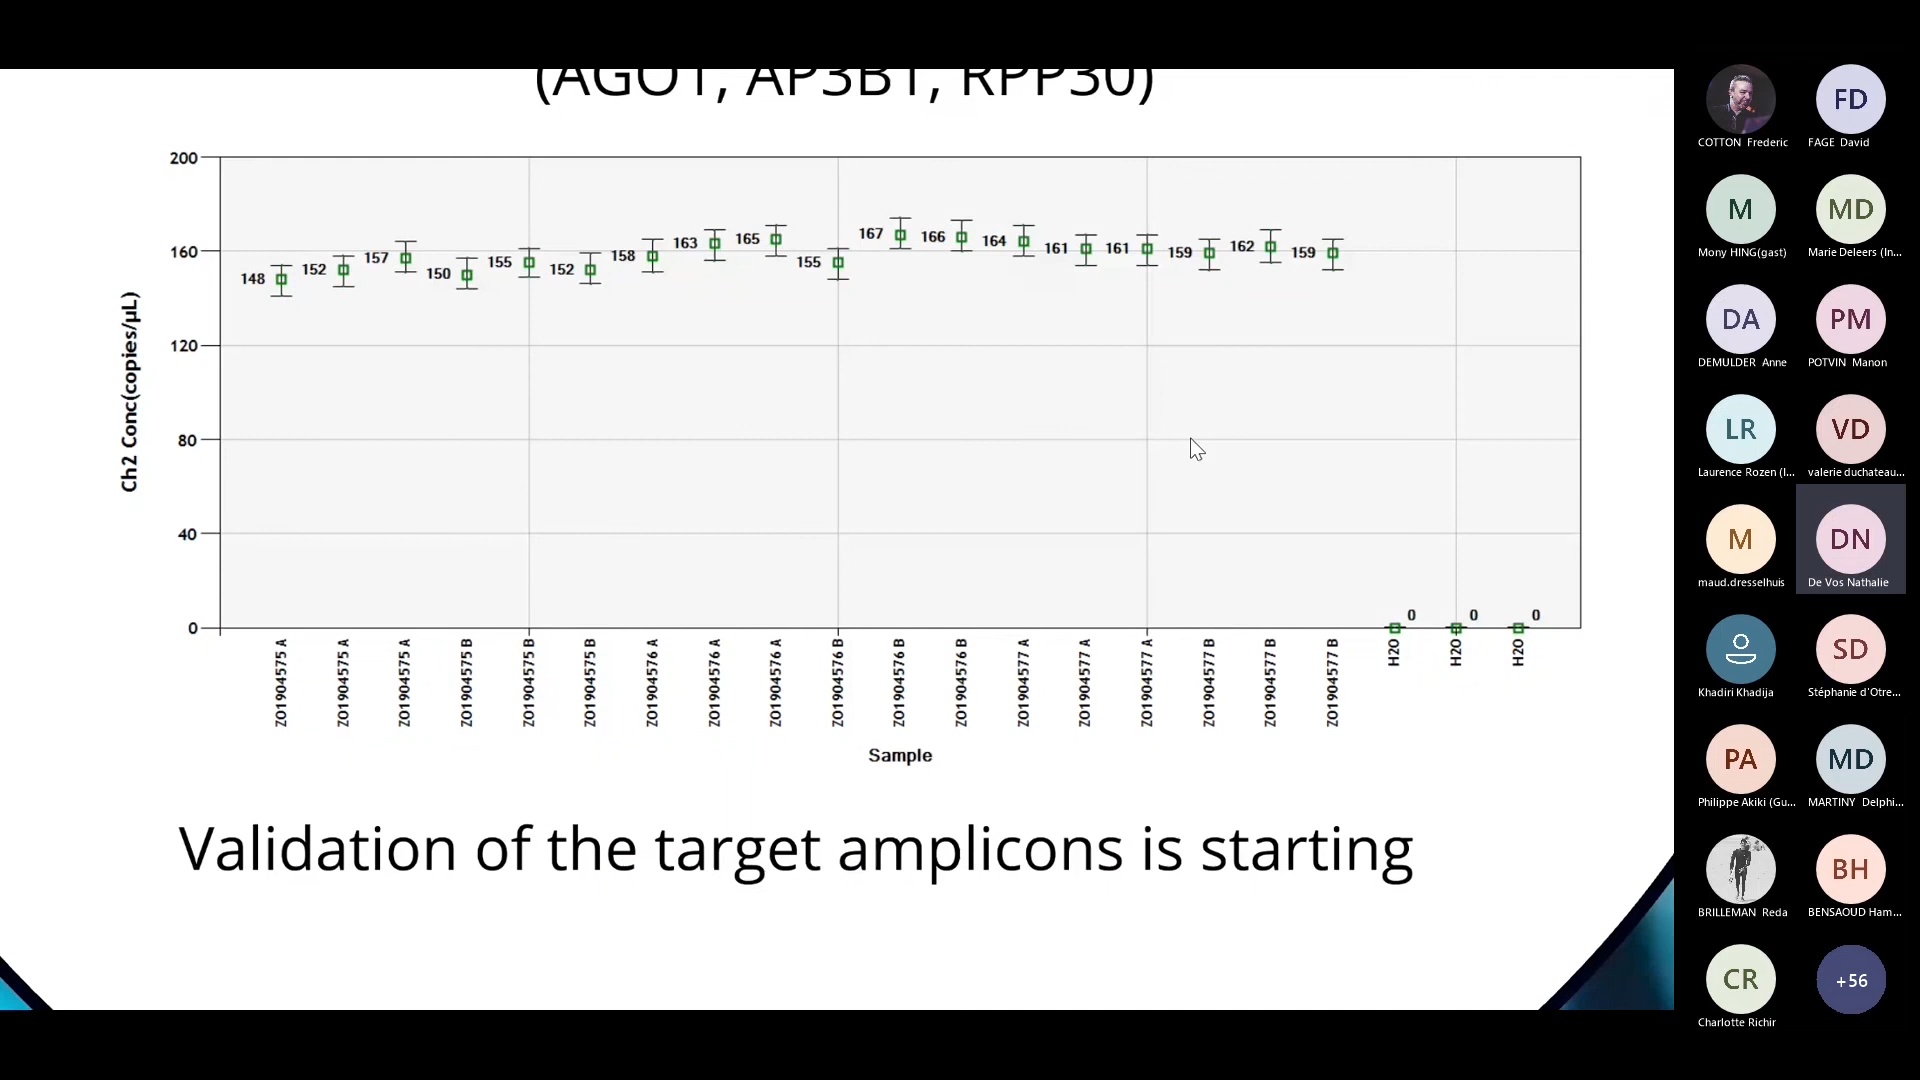 (AGO1, AP3B1, RPP30)
200
160
120
80
40
0
Ch2 Conc(copies/µL)
148
152
157
150
155
152
158
163
165
155
167
166
164
161
161
159
162
159
0
0
0
Z01904575 A
Z01904575 A
Z01904575 A
Z01904575 B
Z01904575 B
Z01904575 B
Z01904576 A
Z01904576 A
Z01904576 A
Z01904576 B
Z01904576 B
Z01904576 B
Z01904577 A
Z01904577 A
Z01904577 A
Z01904577 B
Z01904577 B
Z01904577 B
H2O
H2O
H2O
Sample
Validation of the target amplicons is starting
COTTON Frederic
FD
FAGE David
M
Mony HING(gast)
MD
Marie Deleers (In...
DA
DEMULDER Anne
PM
POTVIN Manon
LR
Laurence Rozen (I...
VD
valerie duchateau...
M
maud.dresselhuis
DN
De Vos Nathalie
Khadiri Khadija
SD
Stéphanie d'Otre...
PA
Philippe Akiki (Gu...
MD
MARTINY Delphi...
BRILLEMAN Reda
BH
BENSAOUD Ham...
CR
Charlotte Richir
+56